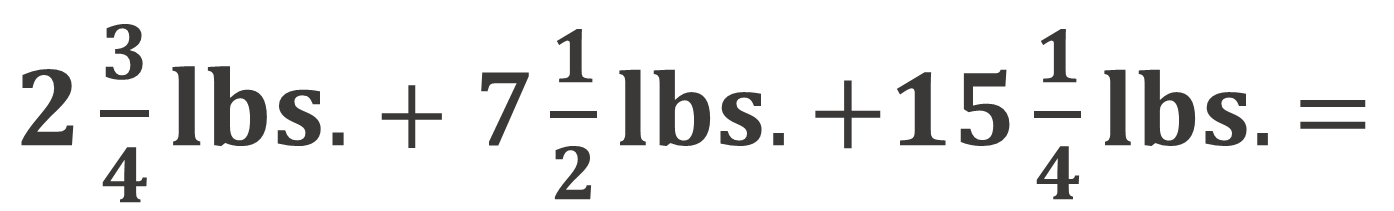 2 3/4 lbs. + 7 1/2 lbs. +15 1/4 lbs. =